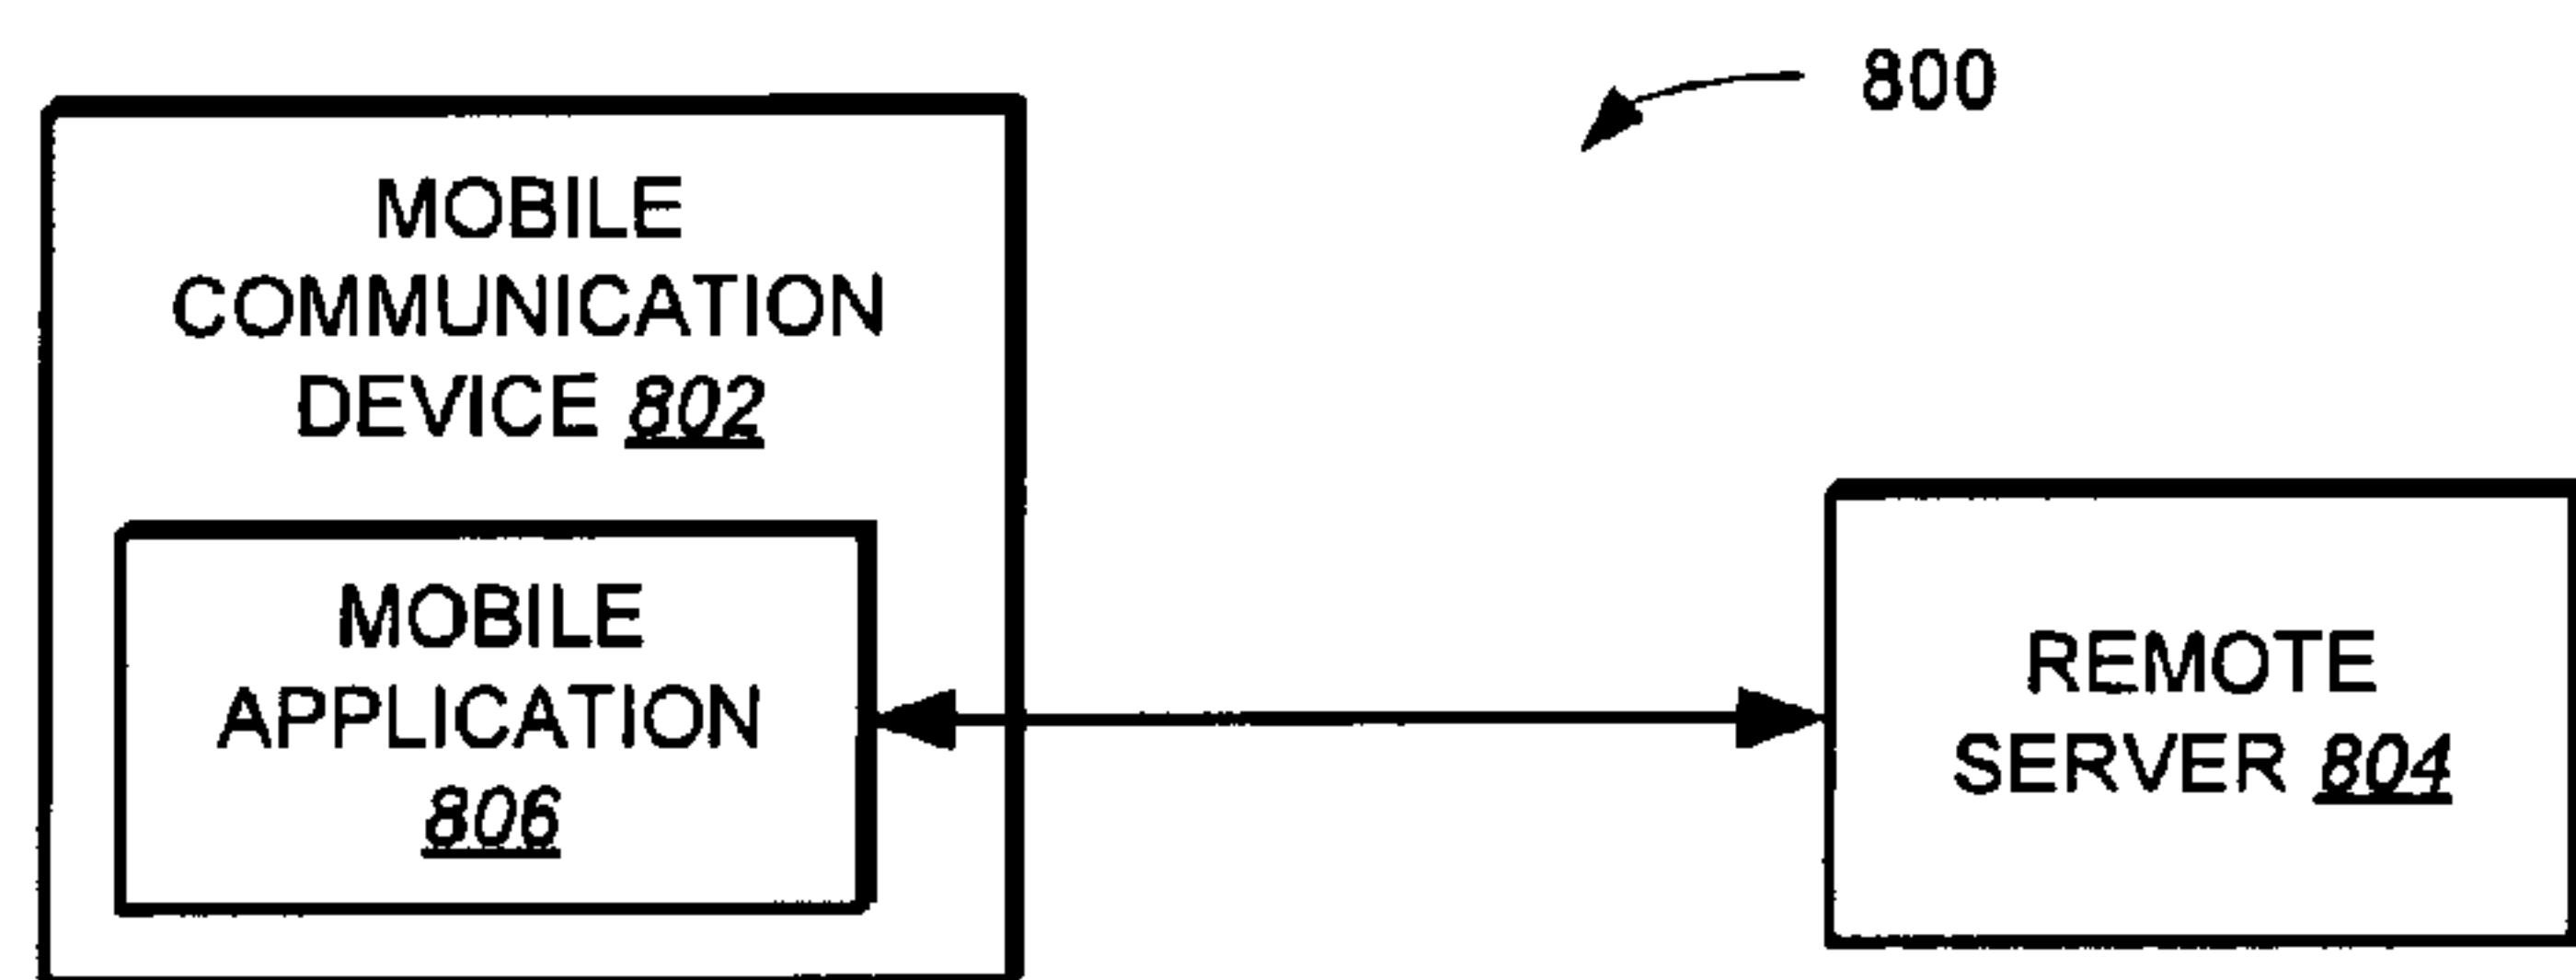 800
MOBILE
COMMUNICATION
DEVICE 802
MOBILE
APPLICATION
806
REMOTE
SERVER 804